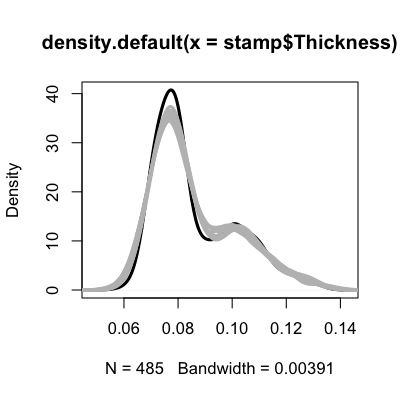 density.default(x = stamp$Thickness)
Density
40
30
20
10
0
0.06 0.08 0.10 0.12 0.14
N = 485 Bandwidth = 0.00391